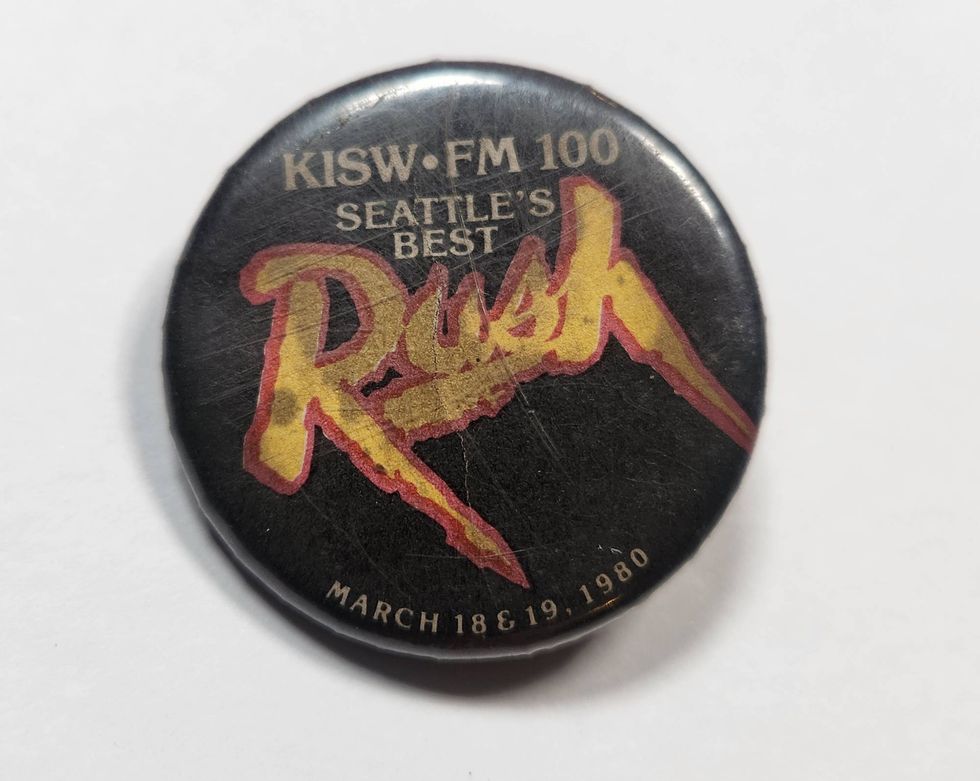 KISW•FM 100
SEATTLE'S
BEST
Rush
MARCH 18 & 19, 1980